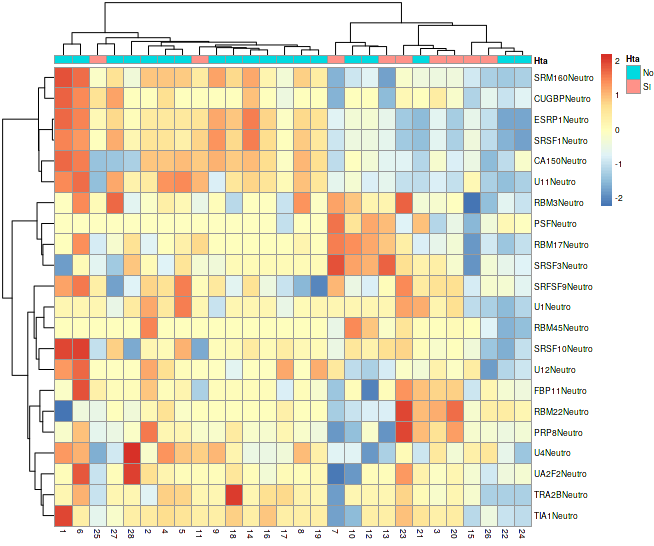 Hta
SRM160Neutro
CUGBPNeutro
ESRP1Neutro
SRSF1Neutro
CA150Neutro
U11Neutro
RBM3Neutro
PSFNeutro
RBM17Neutro
SRSF3Neutro
SRFSF9Neutro
U1Neutro
RBM45Neutro
SRSF10Neutro
U12Neutro
FBP11Neutro
RBM22Neutro
PRP8Neutro
U4Neutro
UA2F2Neutro
TRA2BNeutro
TIA1Neutro
1 6 25 27 28 2 4 5 11 9 18 14 16 17 8 19 7 10 12 13 23 21 3 20 15 26 22 24
2
1
0
-1
-2
Hta
No
Si